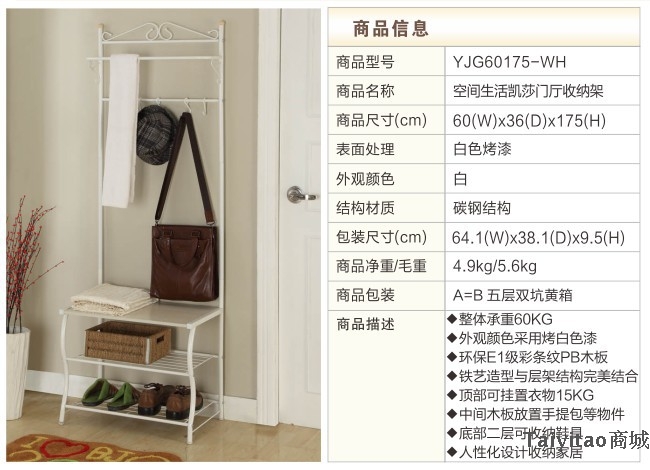 商品信息
商品型号 YJG60175-WH
商品名称 空间生活凯莎门厅收纳架
商品尺寸(cm) 60(W)x36(D)x175(H)
表面处理 白色烤漆
外观颜色 白
结构材质 碳钢结构
包装尺寸(cm) 64.1(W)x38.1(D)x9.5(H)
商品净重/毛重 4.9kg/5.6kg
商品包装 A=B 五层双坑黄箱
商品描述 ◆整体承重60KG
◆外观颜色采用烤白色漆
◆环保E1级彩条纹PB木板
◆铁艺造型与层架结构完美结合
◆顶部可挂置衣物15KG
◆中间木板放置手提包等物件
◆底部二层可收纳鞋具
◆人性化设计收纳家居
Taiyitao商城